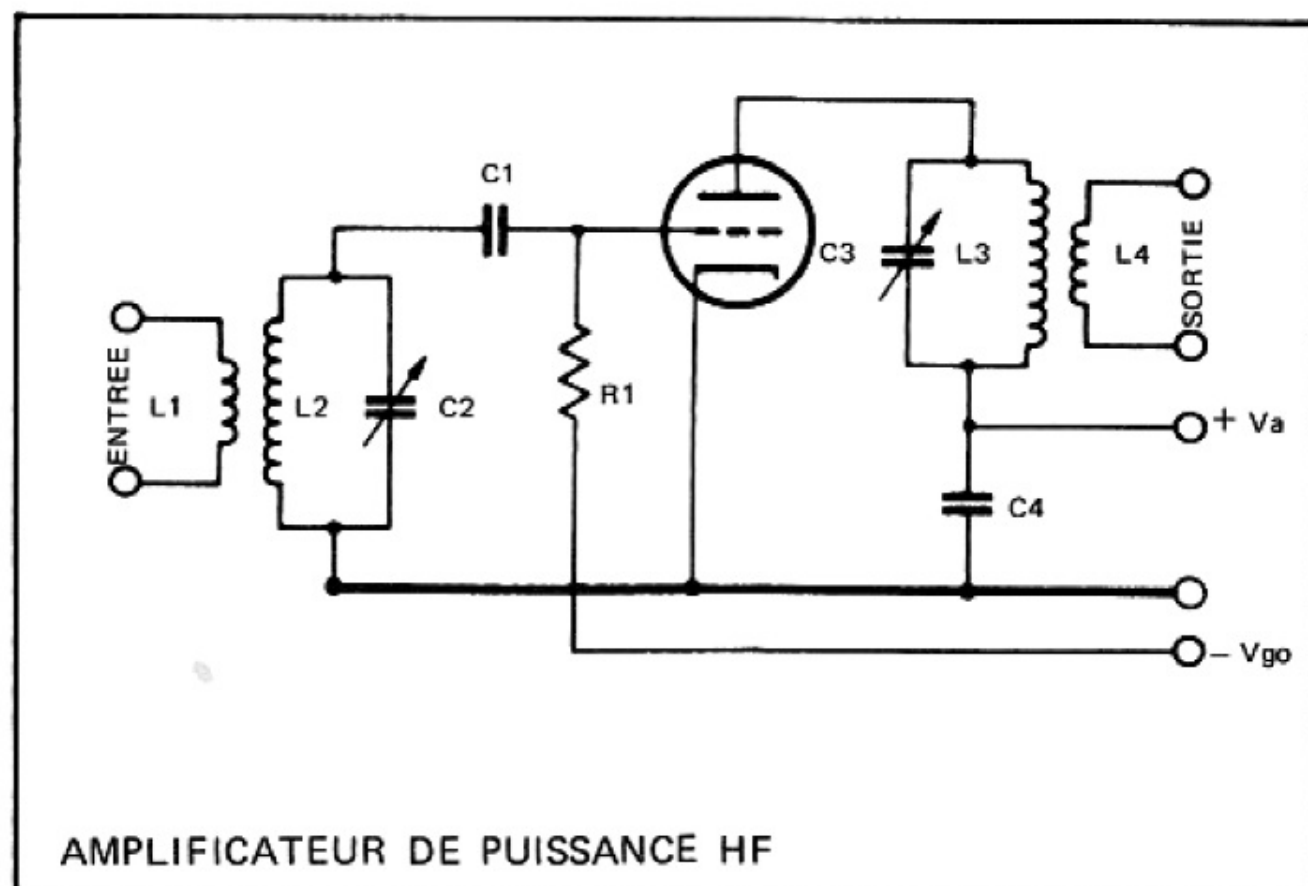 C1
C3
L3
L4
SORTIE
ENTREE
L1
L2
C2
R1
+ Va
C4
– Vgo
AMPLIFICATEUR DE PUISSANCE HF